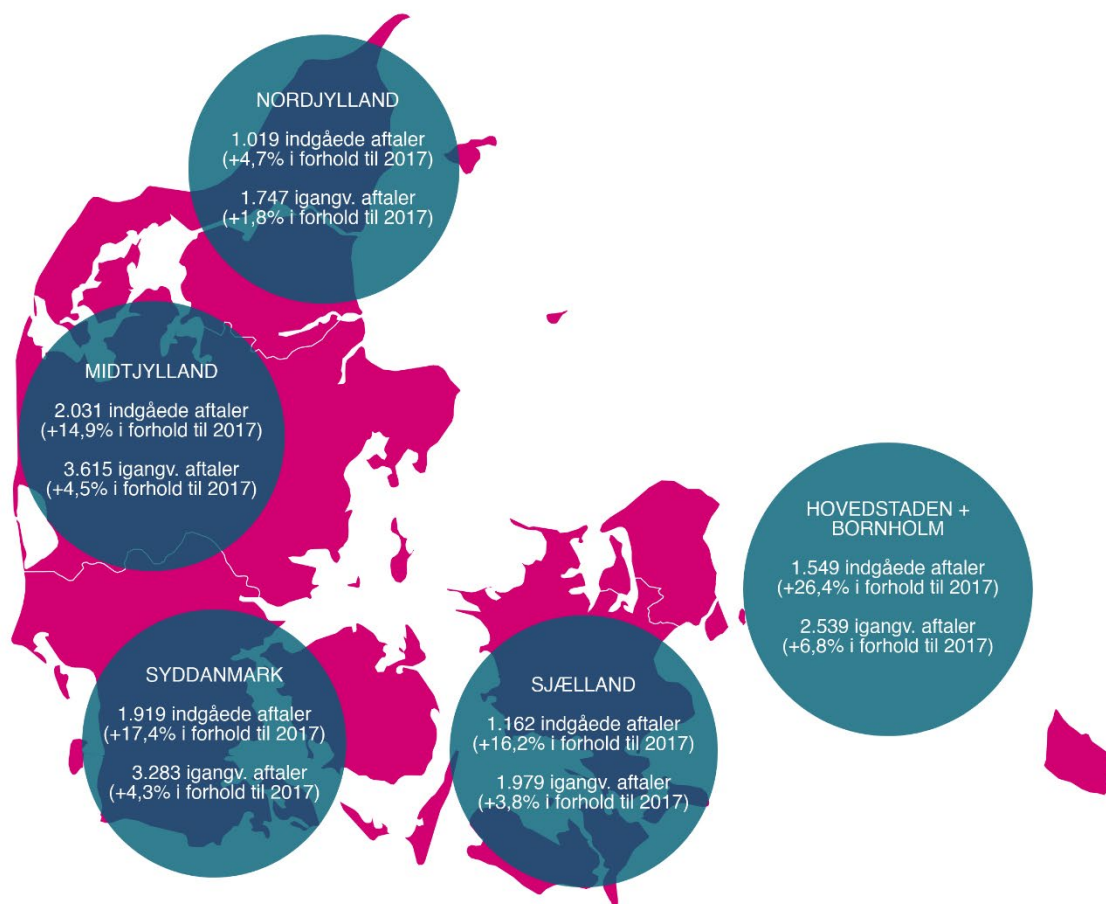 NORDJYLLAND
1.019 indgåede aftaler
(+4,7% i forhold til 2017)
1.747 igangv. aftaler
(+1,8% i forhold til 2017)
MIDTJYLLAND
2.031 indgåede aftaler
(+14,9% i forhold til 2017)
3.615 igangv. aftaler
(+4,5% i forhold til 2017)
HOVEDSTADEN +
BORNHOLM
1.549 indgåede aftaler
(+26,4% i forhold til 2017)
2.539 igangv. aftaler
(+6,8% i forhold til 2017)
SYDDANMARK
1.919 indgåede aftaler
(+17,4% i forhold til 2017)
3.283 igangv. aftaler
(+4,3% i forhold til 2017)
SJÆLLAND
1.162 indgåede aftaler
(+16,2% i forhold til 2017)
1.979 igangv. aftaler
(+3,8% i forhold til 2017)